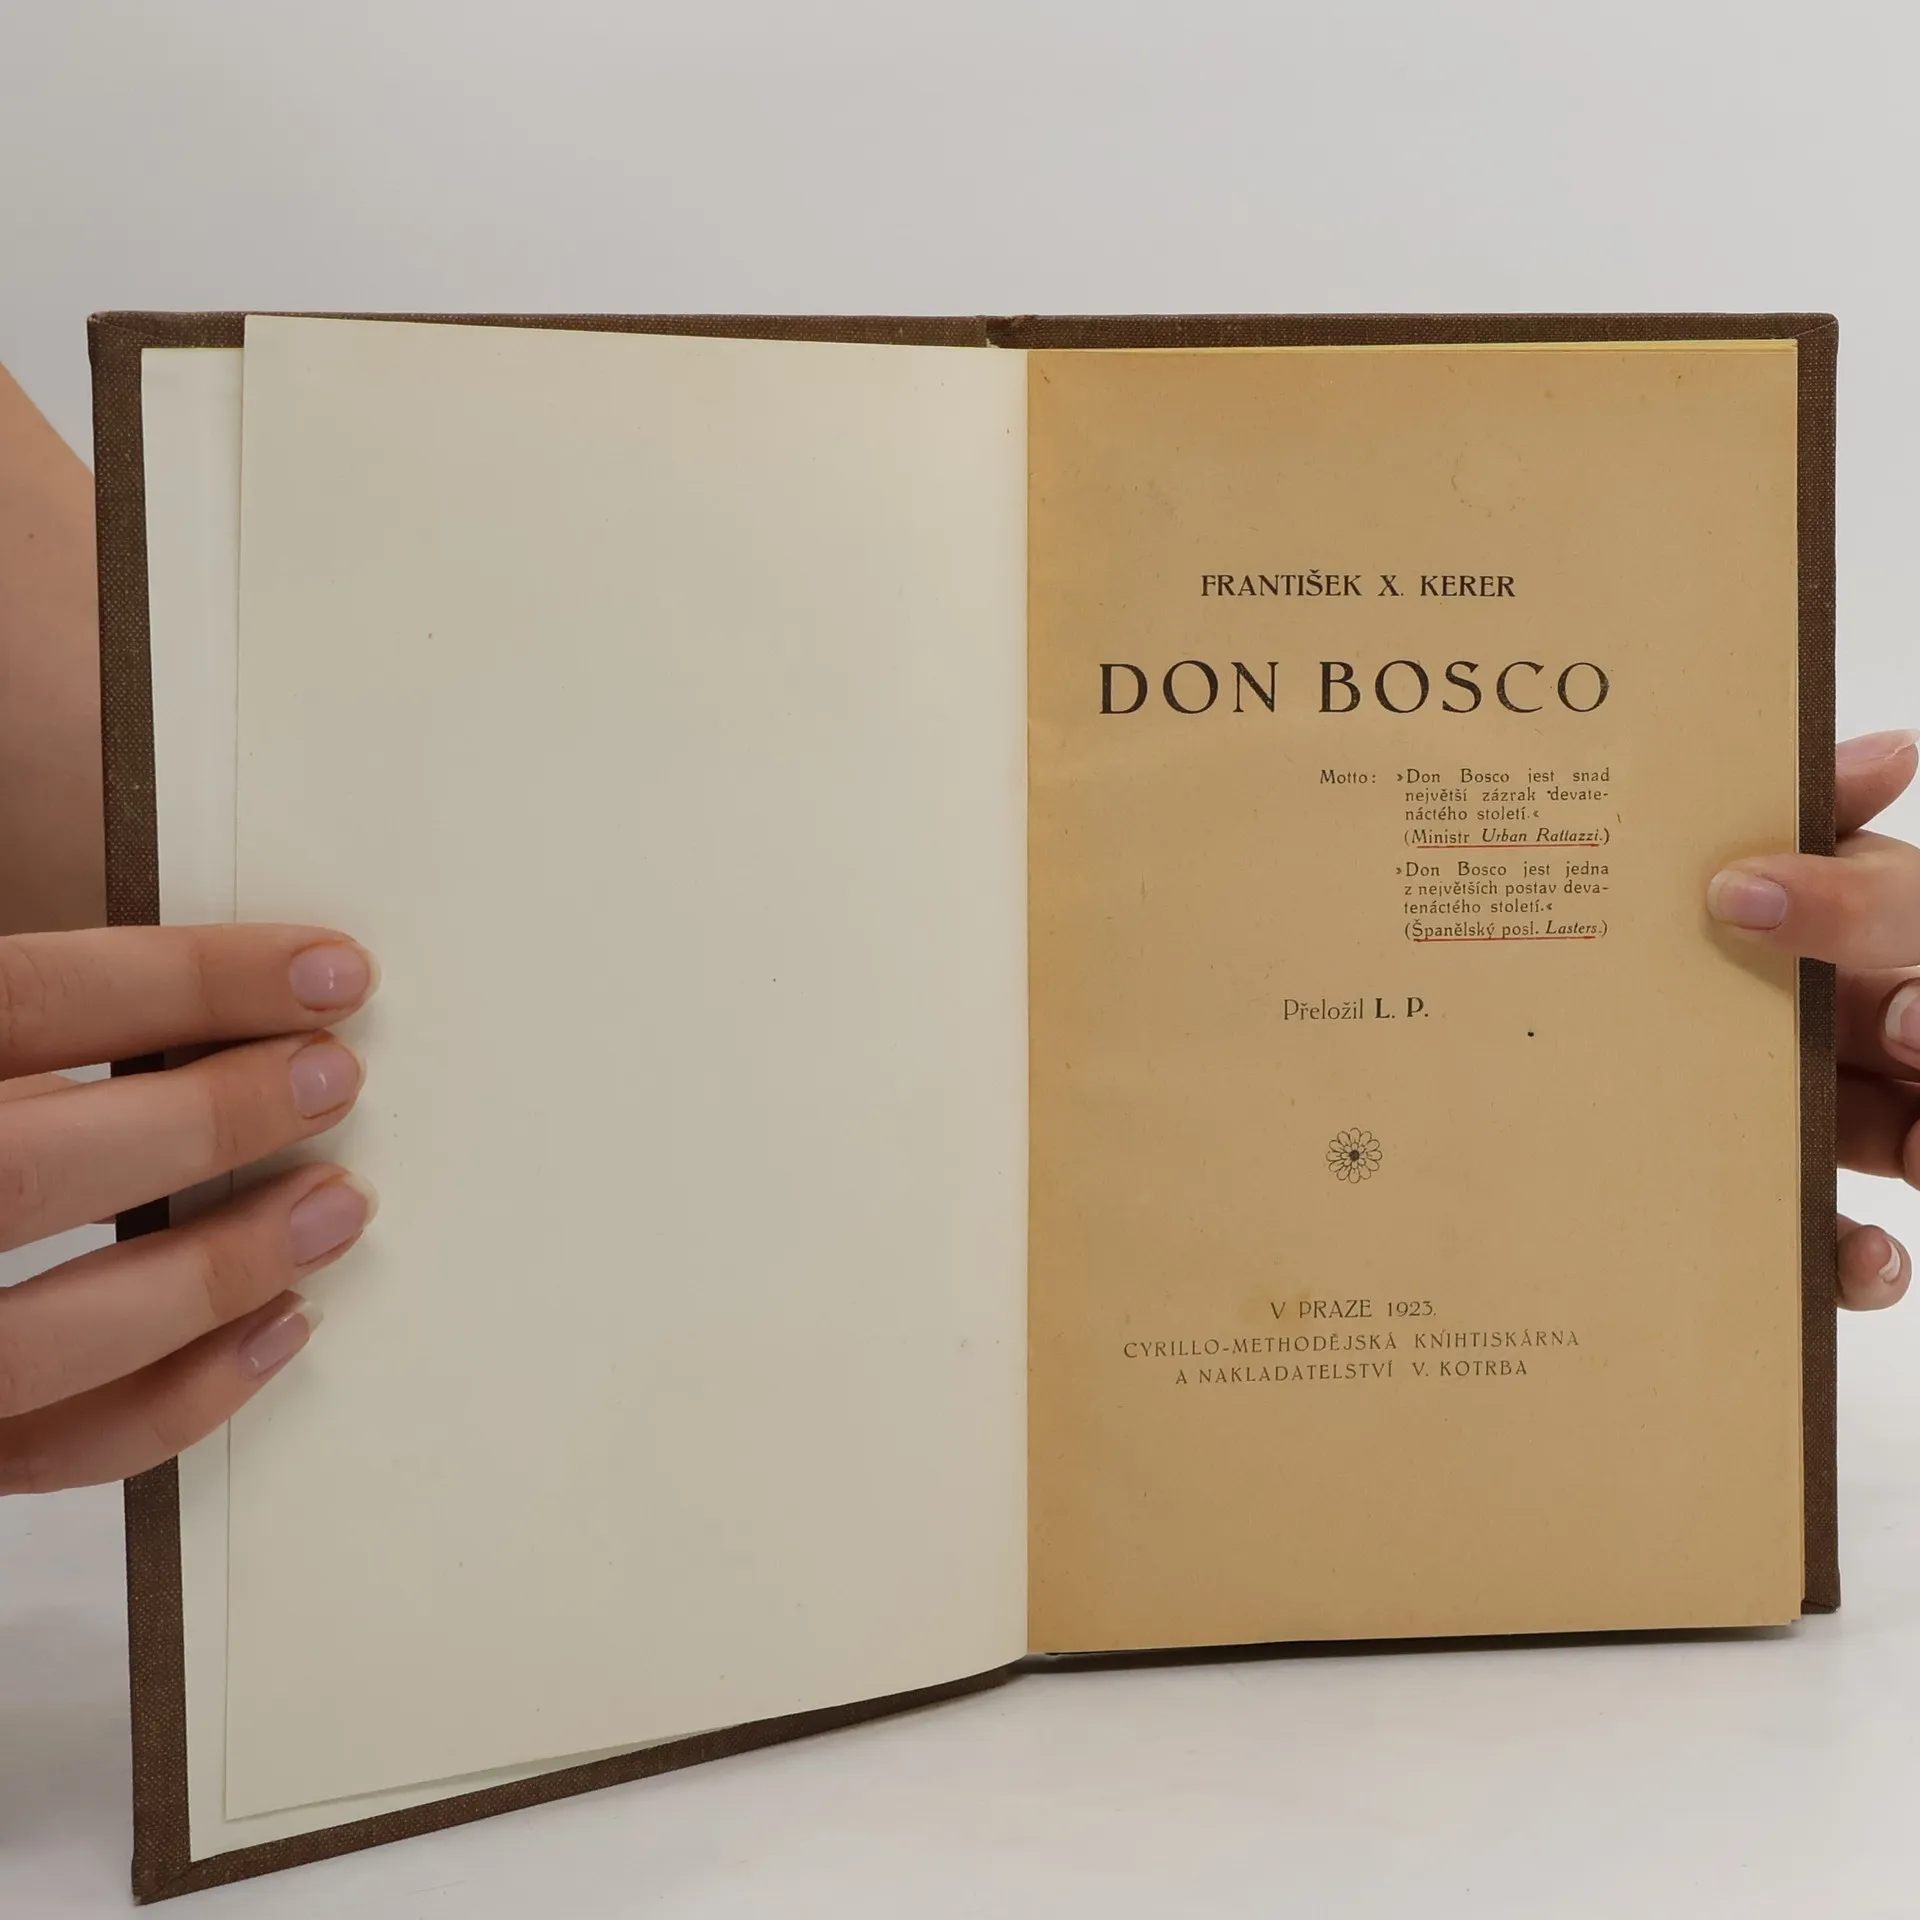 FRANTIŠEK X. KERER
DON BOSCO
Motto: »Don Bosco jest snad
největší zázrak devate-
náctého století.«
(Ministr Urban Rattazzi.)
»Don Bosco jest jedna
z největších postav deva-
tenáctého století.«
(Španělský posl. Lasters.)
Přeložil L. P.
V PRAZE 1923.
CYRILLO-METHODĚJSKÁ KNIHTISKÁRNA
A NAKLADATELSTVÍ V. KOTRBA